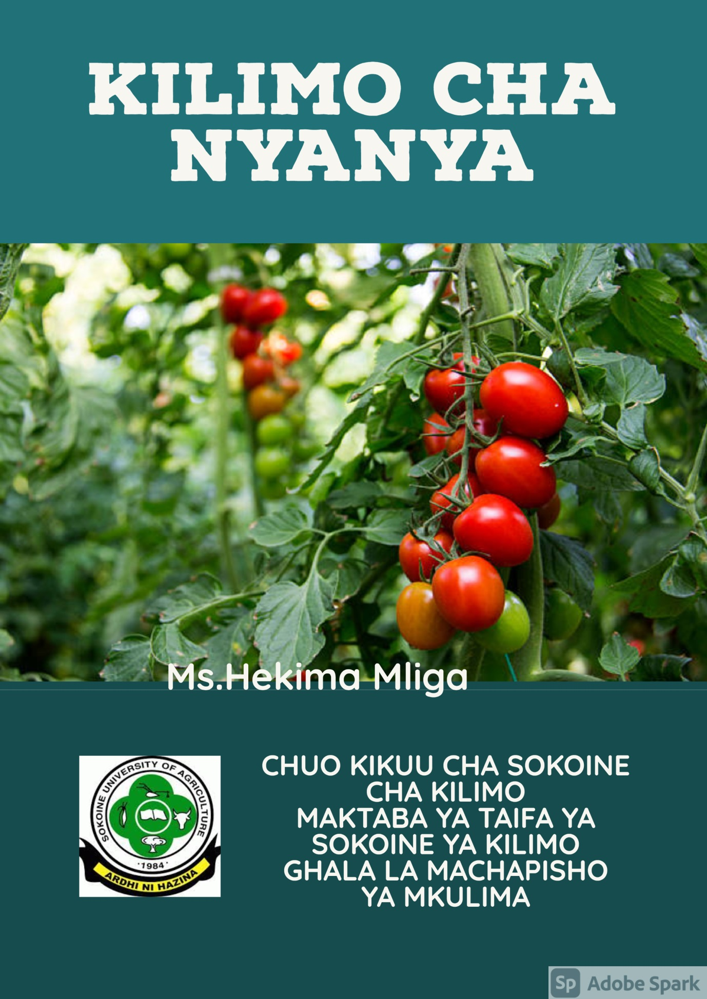 KILIMO CHA
NYANYA
Ms.Hekima Mliga
SOKOINE UNIVERSITY OF AGRICULTURE
·1984·
ARDHI NI HAZINA
CHUO KIKUU CHA SOKOINE
CHA KILIMO
MAKTABA YA TAIFA YA
SOKOINE YA KILIMO
GHALA LA MACHAPISHO
YA MKULIMA
Sp Adobe Spark